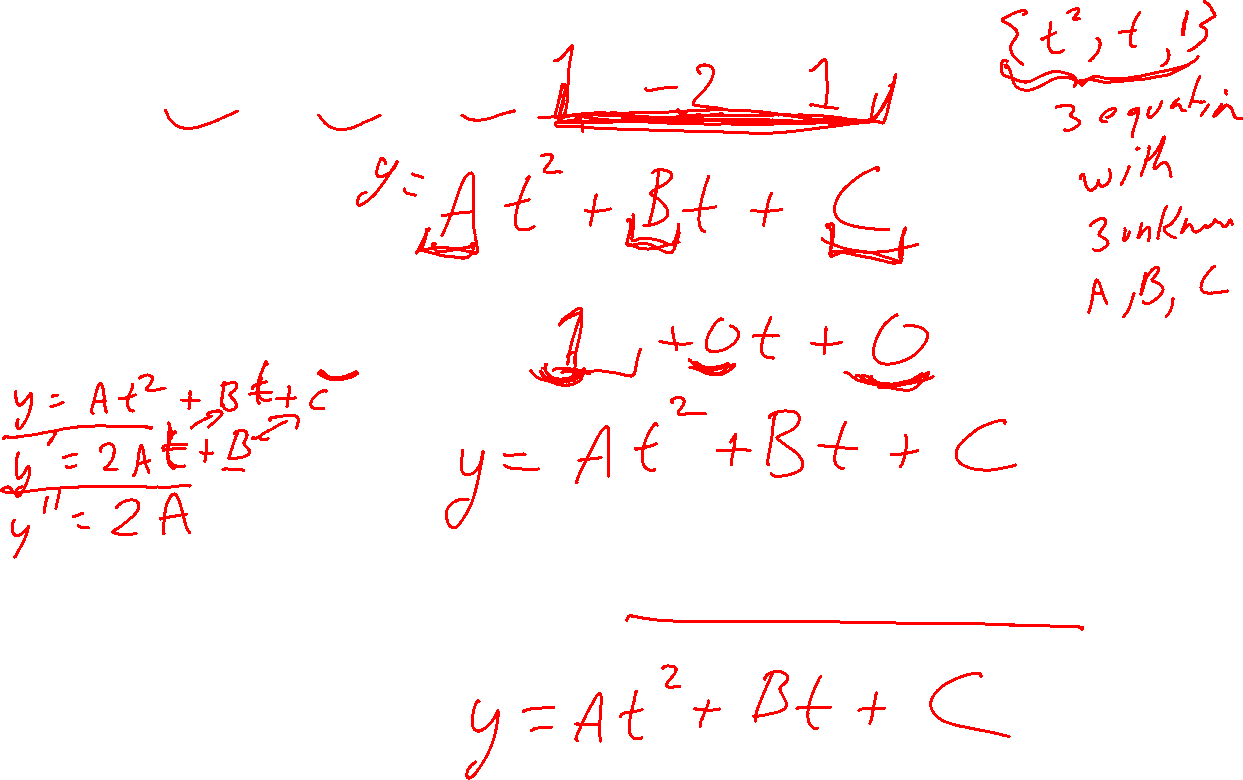 {t², t, 1}
1 -2 1
3 equation
with
3 unknown
A, B, C
y = At² + Bt + C
1 + 0t + 0
y = At² + Bt + C
y' = 2At + B
y'' = 2A
y = At² + Bt + C
y = At² + Bt + C